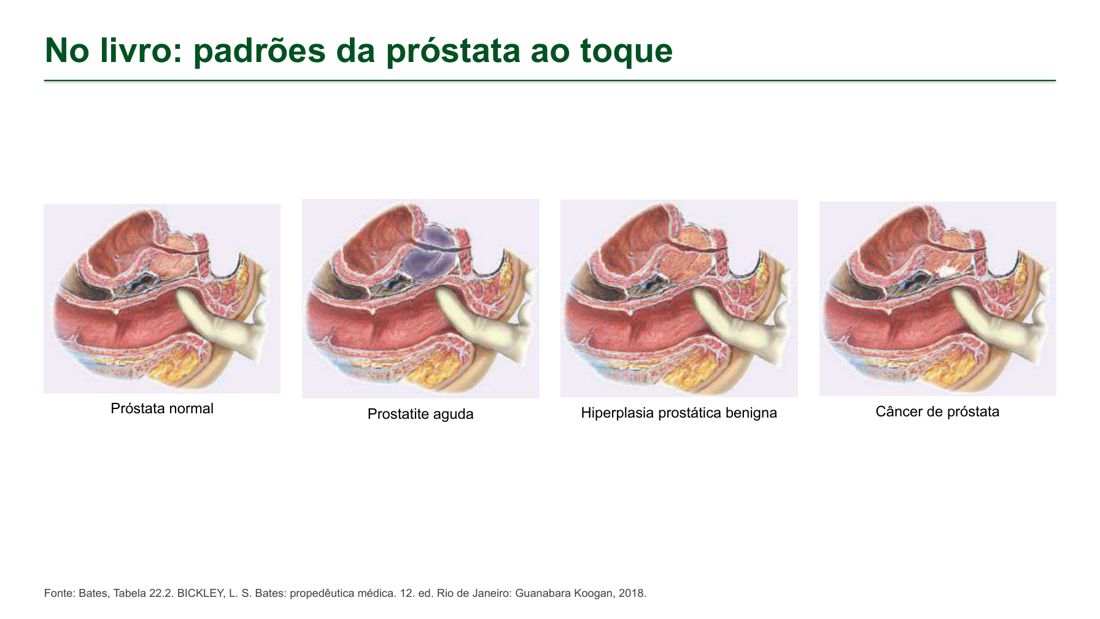 No livro: padrões da próstata ao toque
Próstata normal
Prostatite aguda
Hiperplasia prostática benigna
Câncer de próstata
Fonte: Bates, Tabela 22.2. BICKLEY, L. S. Bates: propedêutica médica. 12. ed. Rio de Janeiro: Guanabara Koogan, 2018.